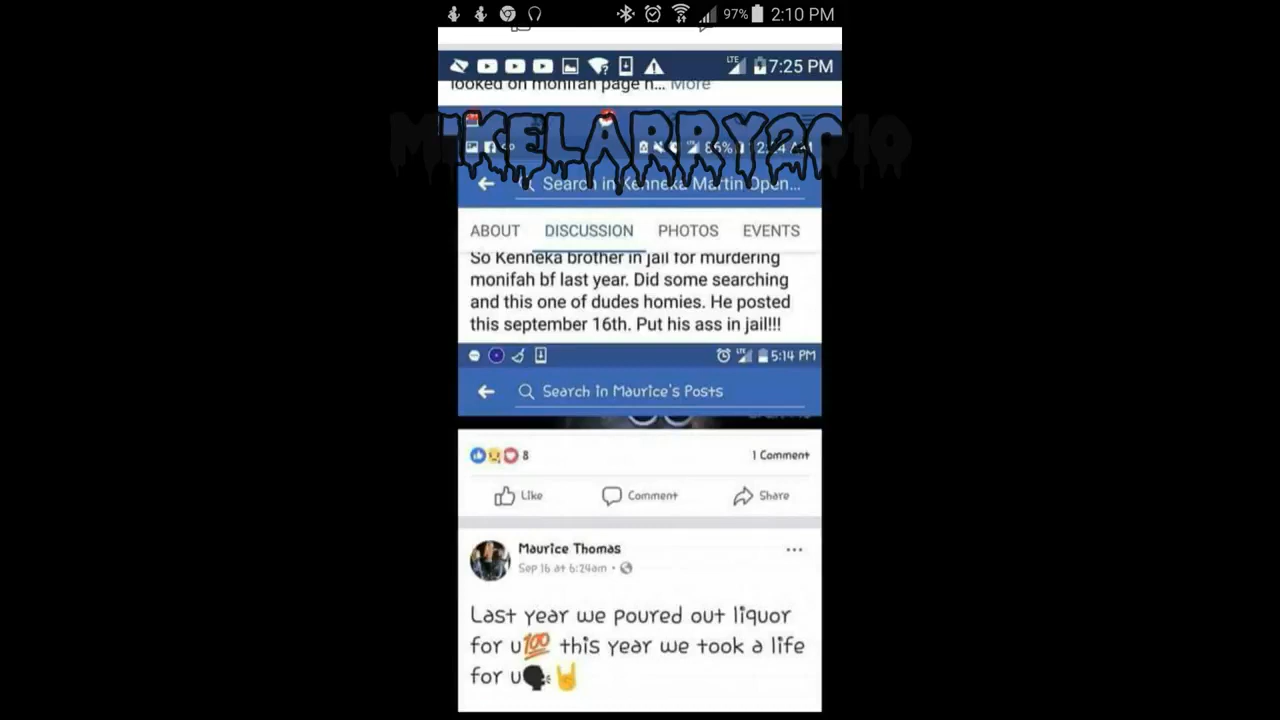 97% 2:10 PM
LTE 7:25 PM
looked on monifah page n... More
MIKELARRY2010
86%
Search in Kenneka Martin Open...
ABOUT DISCUSSION PHOTOS EVENTS
So Kenneka brother in jail for murdering
monifah bf last year. Did some searching
and this one of dudes homies. He posted
this september 16th. Put his ass in jail!!!
LTE 5:14 PM
Search in Maurice's Posts
8 1 Comment
Like Comment Share
Maurice Thomas
Sep 16 at 6:24am •
Last year we poured out liquor
for u💯 this year we took a life
for u🗣🤘